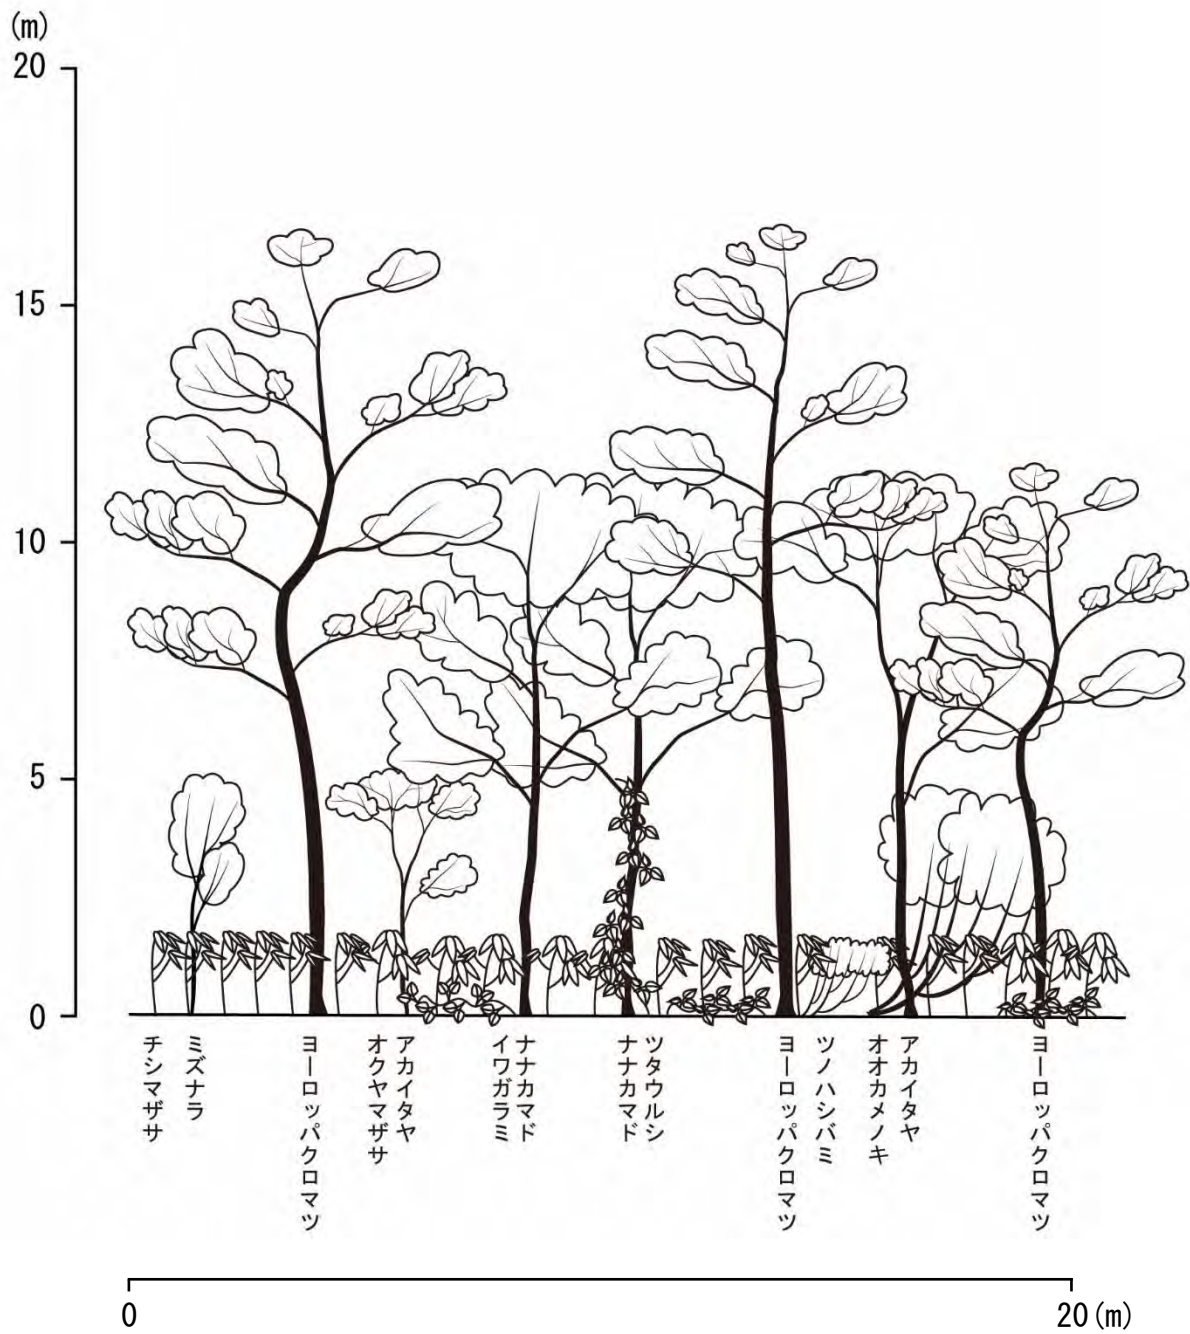 (m)
20
15
10
5
0
チシマザサ
ミズナラ
ヨーロッパクロマツ
オクヤマザサ
アカイタヤ
イワガラミ
ナナカマド
ナナカマド
ツタウルシ
ヨーロッパクロマツ
ツノハシバミ
オオカメノキ
アカイタヤ
ヨーロッパクロマツ
0
20(m)